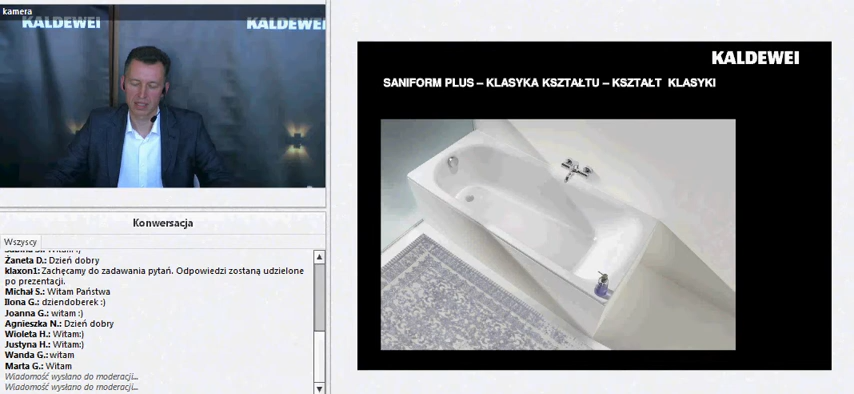 kamera
KALDEWEI
KALDEWEI
KALDEWEI
SANIFORM PLUS – KLASYKA KSZTAŁTU – KSZTAŁT KLASYKI
Konwersacja
Wszyscy
Żaneta D.: Dzień dobry
klaxon1: Zachęcamy do zadawania pytań. Odpowiedzi zostaną udzielone
po prezentacji.
Michał S.: Witam Państwa
Ilona G.: dziendoberek :)
Joanna G.: witam :)
Agnieszka N.: Dzień dobry
Wioleta H.: Witam:)
Justyna H.: Witam:)
Wanda G.: witam
Marta G.: Witam
Wiadomość wysłano do moderacji...
Wiadomość wysłano do moderacji...